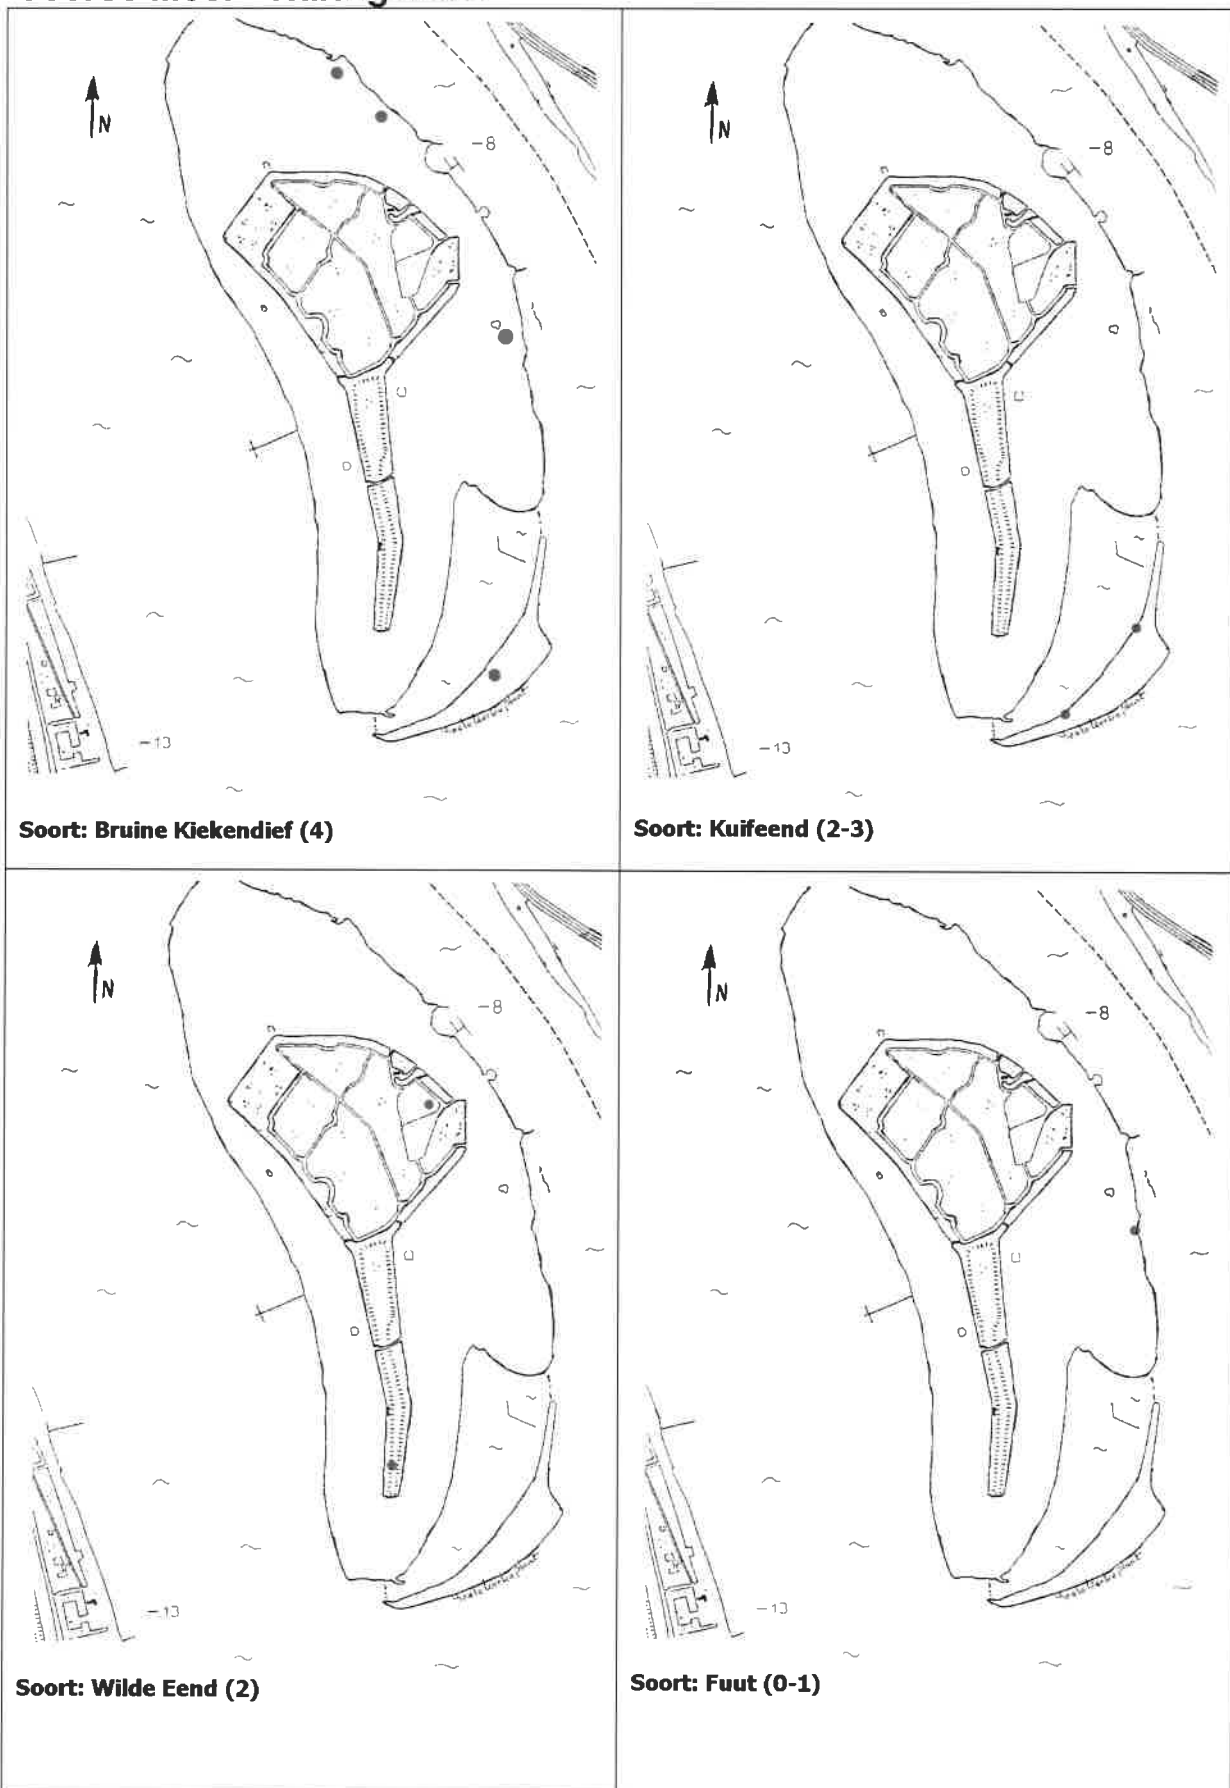 N
-8
-13
Soort: Bruine Kiekendief (4)
N
-8
-13
Soort: Kuifeend (2-3)
N
-8
-13
Soort: Wilde Eend (2)
N
-8
-13
Soort: Fuut (0-1)